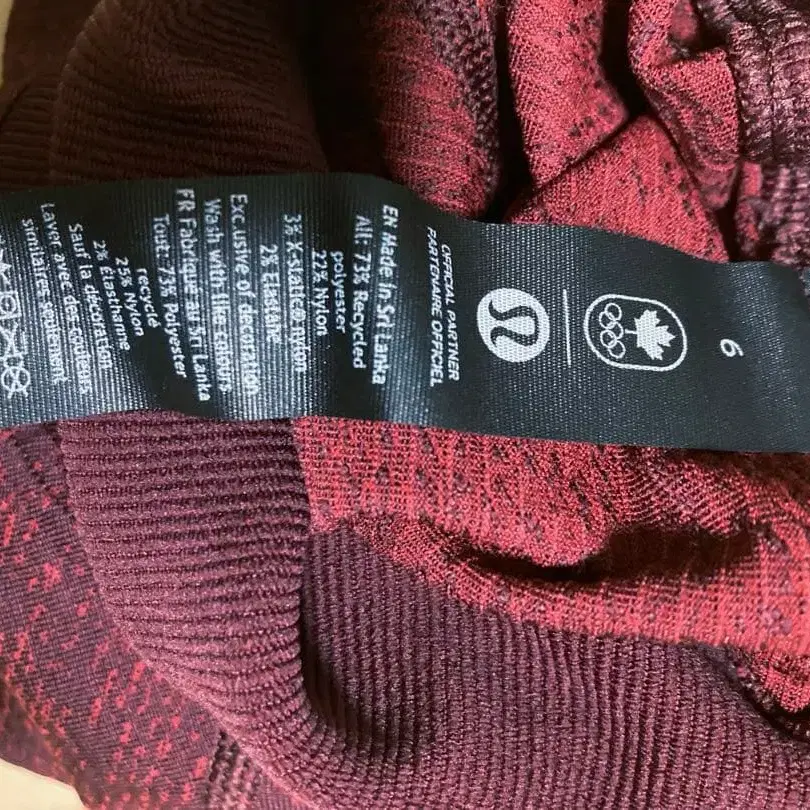 6
OFFICIAL PARTNER
PARTENAIRE OFFICIEL
EN Made in Sri Lanka
All: 73% Recycled
polyester
22% Nylon
3% X-static® nylon
2% Elastane
Exclusive of decoration
Wash with like colours.
FR Fabriqué au Sri Lanka
Tout: 73% Polyester
recyclé
25% Nylon
2% Élasthanne
Sauf la décoration
Laver avec des couleurs
similaires seulement